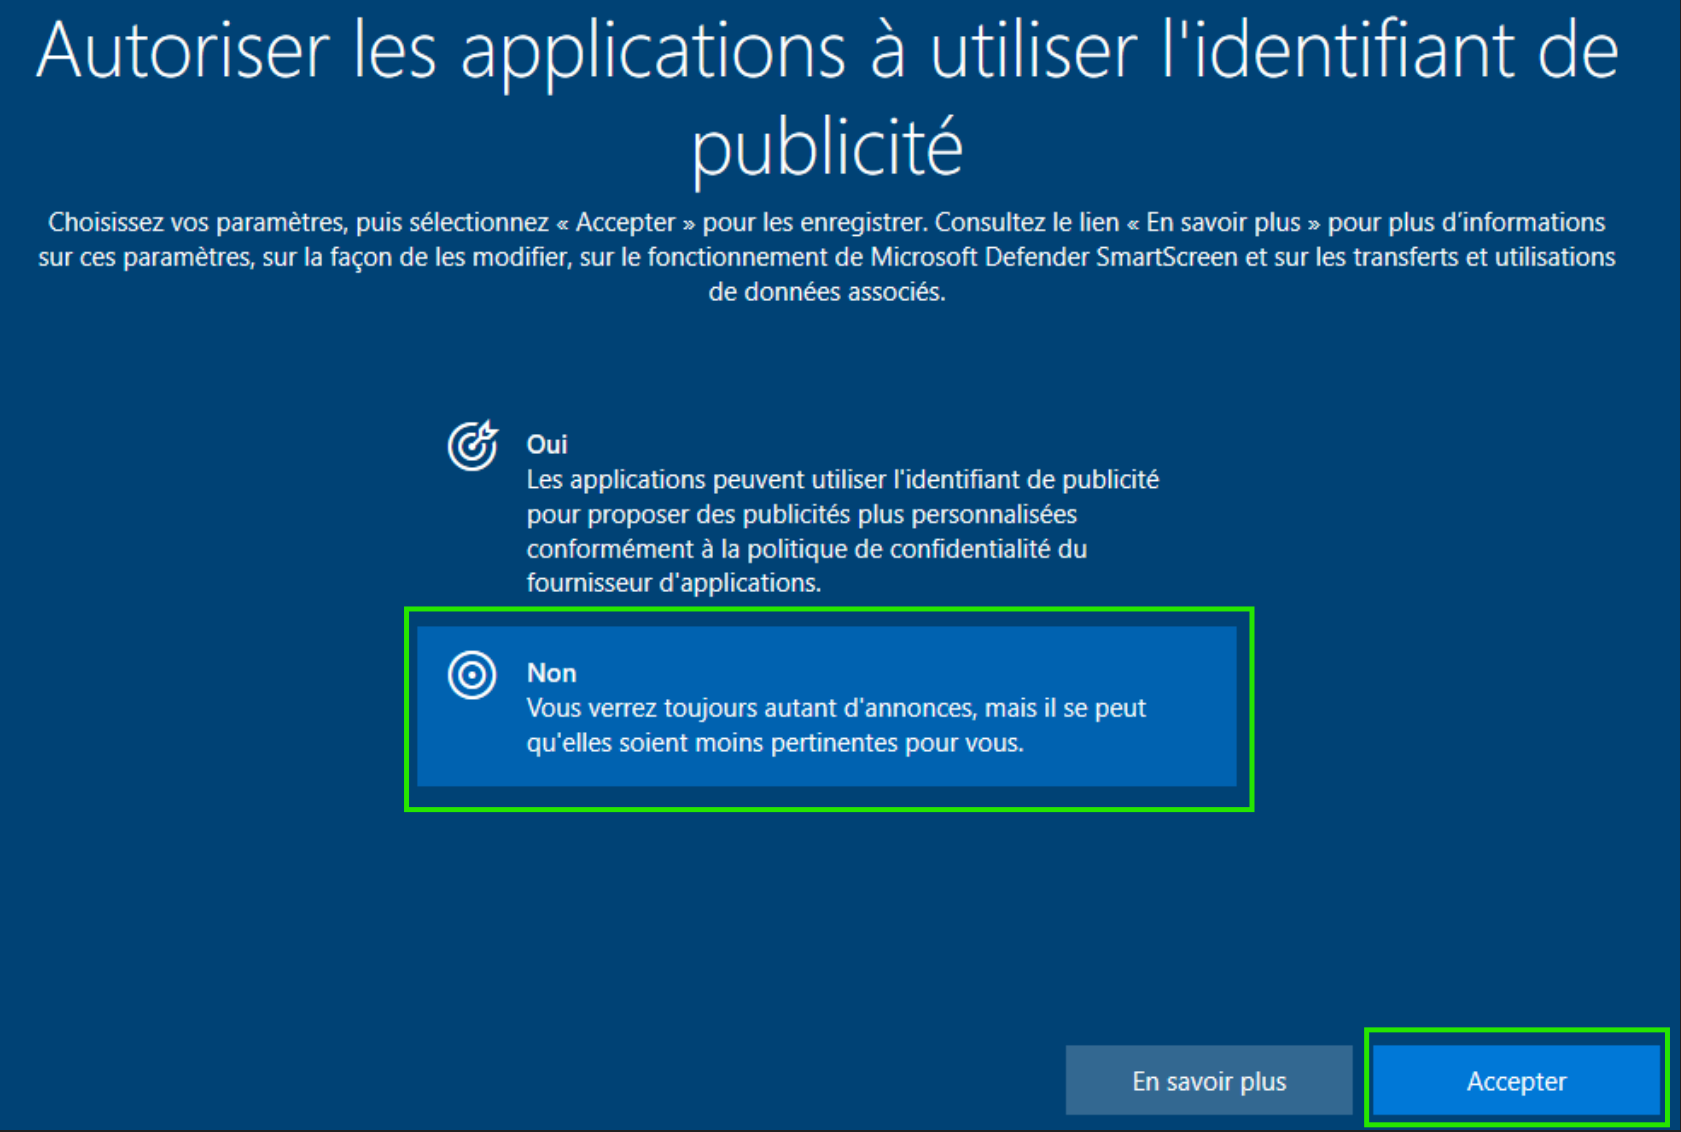 Autoriser les applications à utiliser l'identifiant de
publicité
Choisissez vos paramètres, puis sélectionnez « Accepter » pour les enregistrer. Consultez le lien « En savoir plus » pour plus d’informations
sur ces paramètres, sur la façon de les modifier, sur le fonctionnement de Microsoft Defender SmartScreen et sur les transferts et utilisations
de données associés.
Oui
Les applications peuvent utiliser l'identifiant de publicité
pour proposer des publicités plus personnalisées
conformément à la politique de confidentialité du
fournisseur d'applications.
Non
Vous verrez toujours autant d'annonces, mais il se peut
qu'elles soient moins pertinentes pour vous.
En savoir plus
Accepter